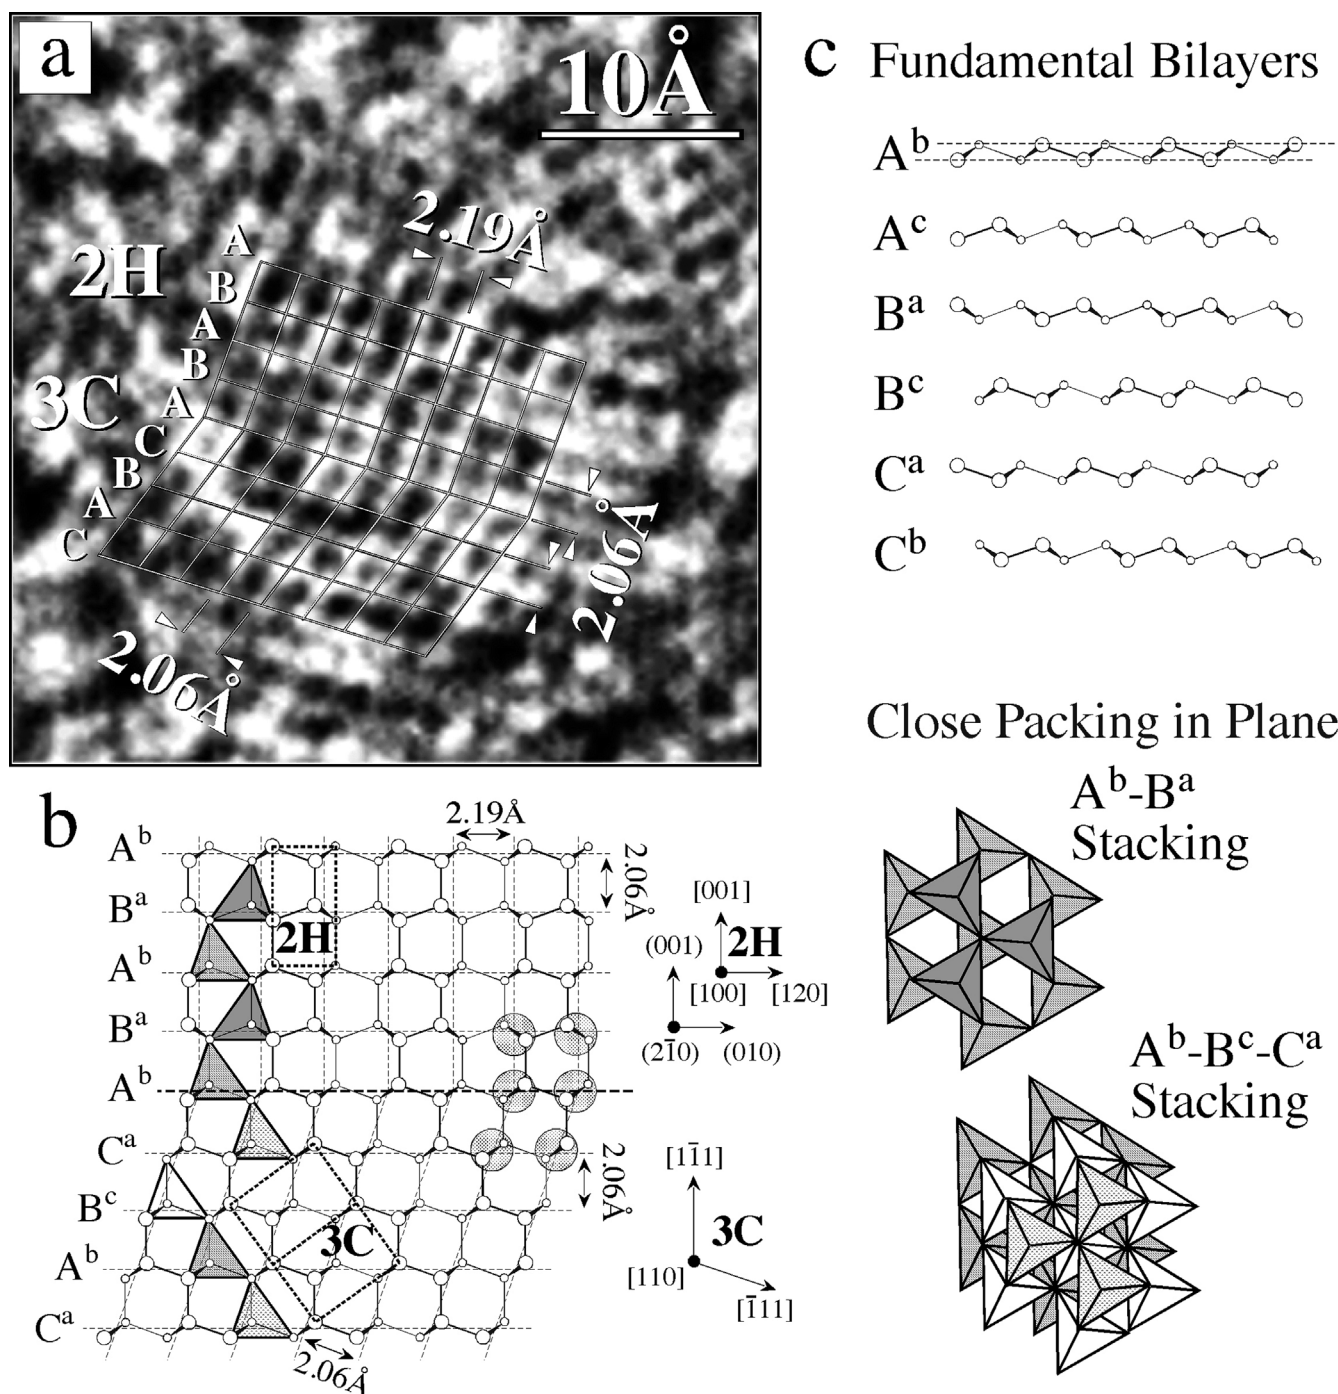 a
10Å
2.19Å
2H
3C
A
B
A
B
A
C
B
A
C
2.06Å
2.06Å
b
2.19Å
2.06Å
A^b
B^a
A^b
B^a
A^b
C^a
B^c
A^b
C^a
2H
3C
2.06Å
2.06Å
[001]
(001)
2H
[100]
[120]
(2̄10)
(010)
[11̄1]
3C
[110]
[1̄11]
c Fundamental Bilayers
A^b
A^c
B^a
B^c
C^a
C^b
Close Packing in Plane
A^b-B^a
Stacking
A^b-B^c-C^a
Stacking